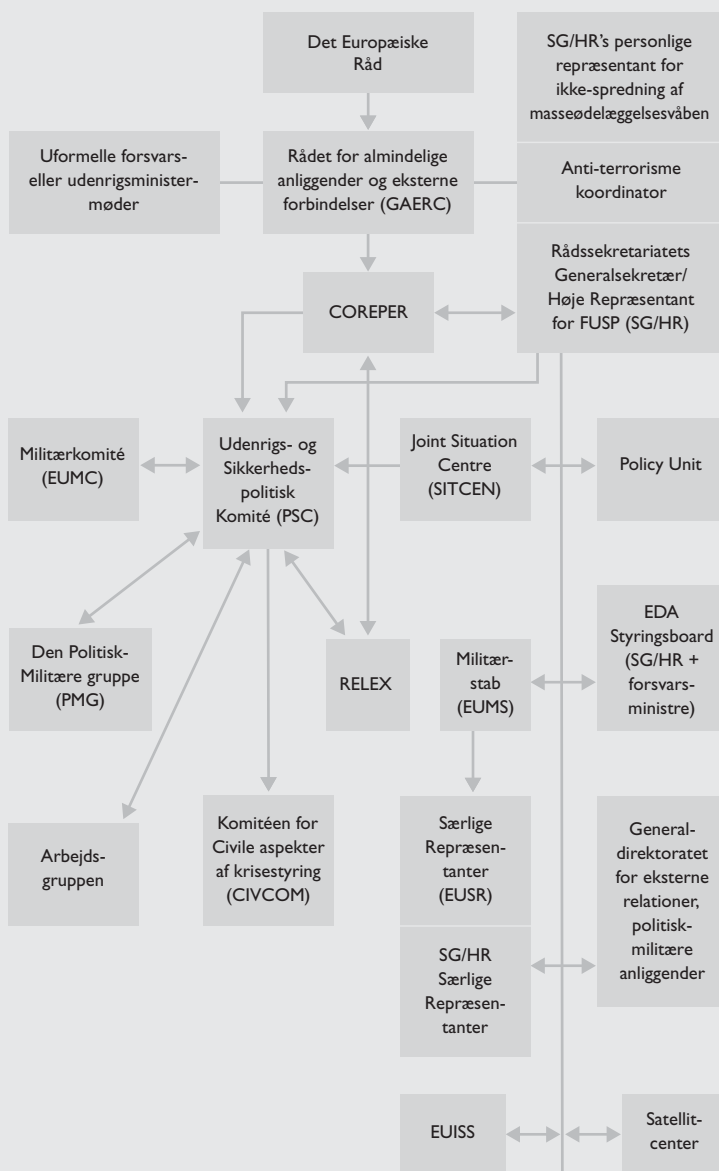 Det Europæiske
Råd
SG/HR's personlige
repræsentant for
ikke-spredning af
masseødelæggelsesvåben
Uformelle forsvars-
eller udenrigsminister-
møder
Rådet for almindelige
anliggender og eksterne
forbindelser (GAERC)
Anti-terrorisme
koordinator
COREPER
Rådssekretariatets
Generalsekretær/
Høje Repræsentant
for FUSP (SG/HR)
Militærkomité
(EUMC)
Udenrigs- og
Sikkerheds-
politisk
Komité (PSC)
Joint Situation
Centre
(SITCEN)
Policy Unit
Den Politisk-
Militære gruppe
(PMG)
RELEX
Militær-
stab
(EUMS)
EDA
Styringsboard
(SG/HR +
forsvars-
ministre)
Arbejds-
gruppen
Komitéen for
Civile aspekter
af krisestyring
(CIVCOM)
Særlige
Repræsen-
tanter
(EUSR)
SG/HR
Særlige
Repræsen-
tanter
General-
direktoratet
for eksterne
relationer,
politisk-
militære
anliggender
EUISS
Satellit-
center